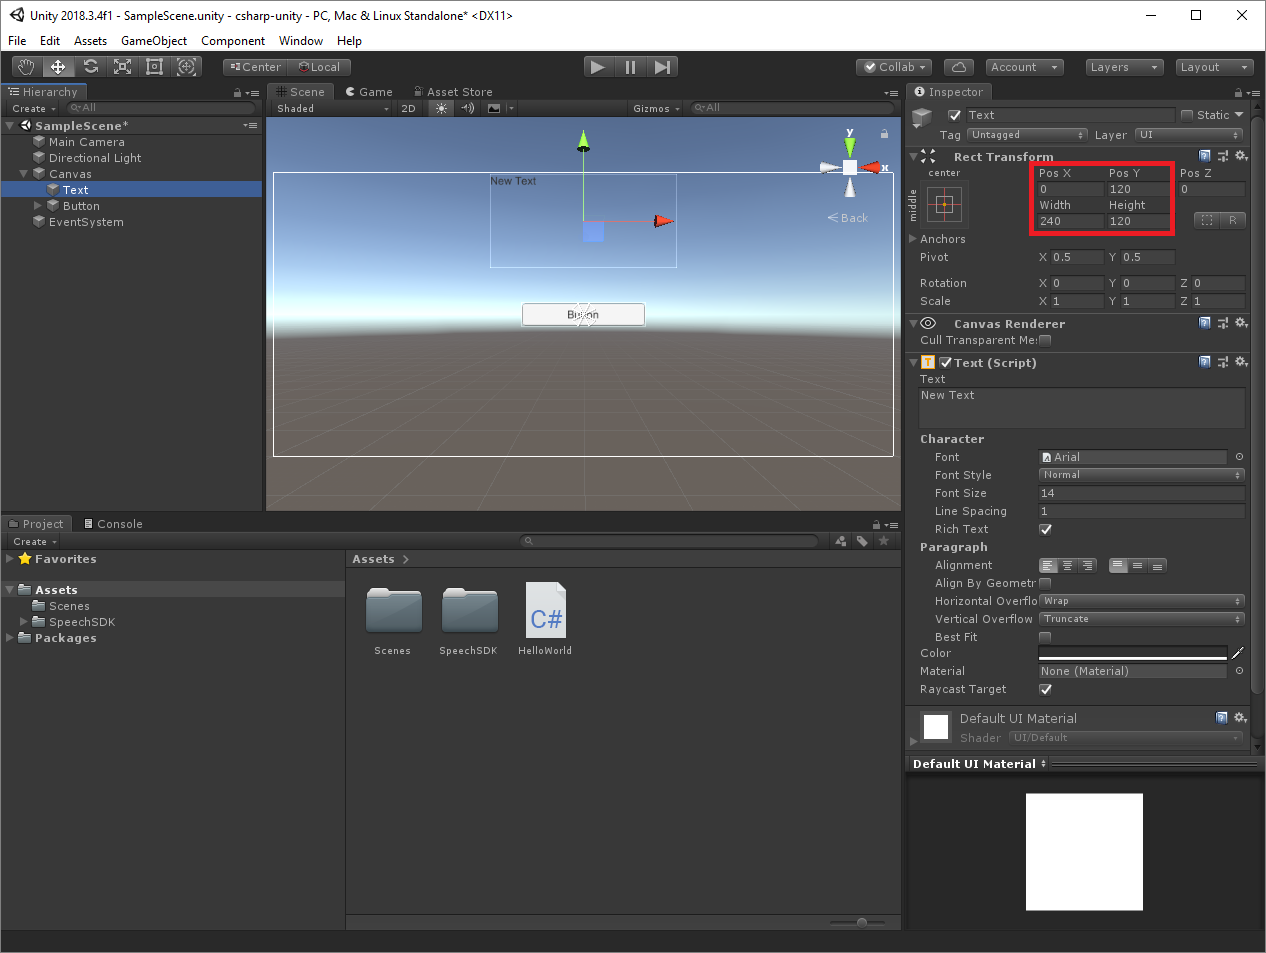 Unity 2018.3.4f1 - SampleScene.unity - csharp-unity - PC, Mac & Linux Standalone* <DX11>
File Edit Assets GameObject Component Window Help
Center Local Collab Account Layers Layout
Hierarchy
Create All
SampleScene*
Main Camera
Directional Light
Canvas
Text
Button
EventSystem
Scene Game Asset Store
Shaded 2D Gizmos All
y
x
Back
New Text
Button
Inspector
Text Static
Tag Untagged Layer UI
Rect Transform
center Pos X Pos Y Pos Z
middle 0 120 0
Width Height
240 120 R
Anchors
Pivot X 0.5 Y 0.5
Rotation X 0 Y 0 Z 0
Scale X 1 Y 1 Z 1
Canvas Renderer
Cull Transparent Me
T Text (Script)
Text
New Text
Character
Font Arial
Font Style Normal
Font Size 14
Line Spacing 1
Rich Text
Paragraph
Alignment
Align By Geometr
Horizontal Overflo Wrap
Vertical Overflow Truncate
Best Fit
Color
Material None (Material)
Raycast Target
Default UI Material
Shader UI/Default
Default UI Material
Project Console
Create
Favorites
Assets
Scenes
SpeechSDK
Packages
Assets
C#
Scenes SpeechSDK HelloWorld